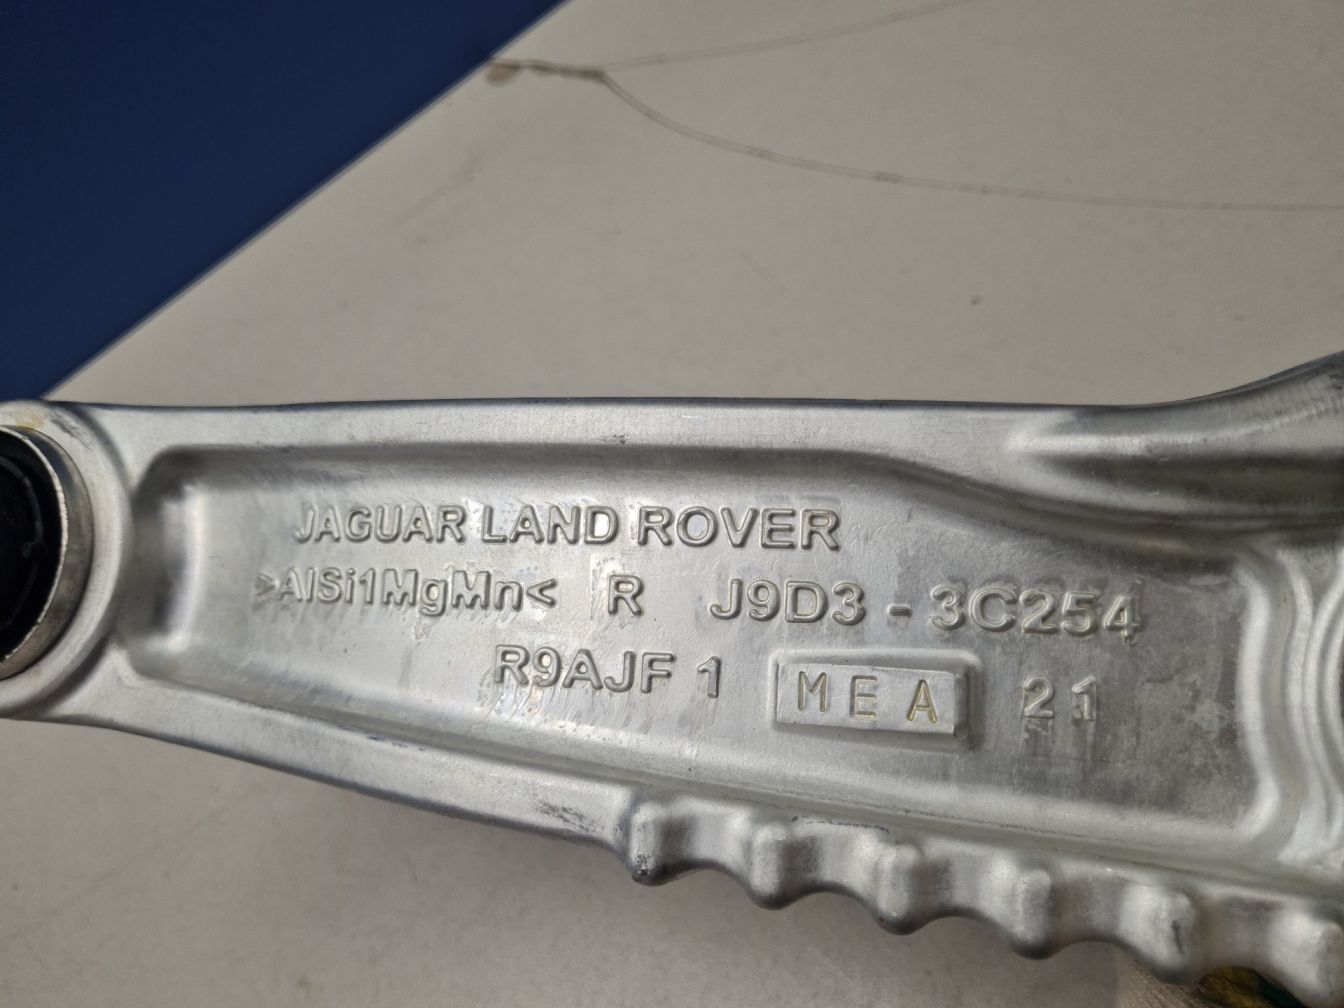 JAGUAR LAND ROVER
>AlSi1MgMn< R J9D3 - 3C254
R9AJF 1 MEA 21